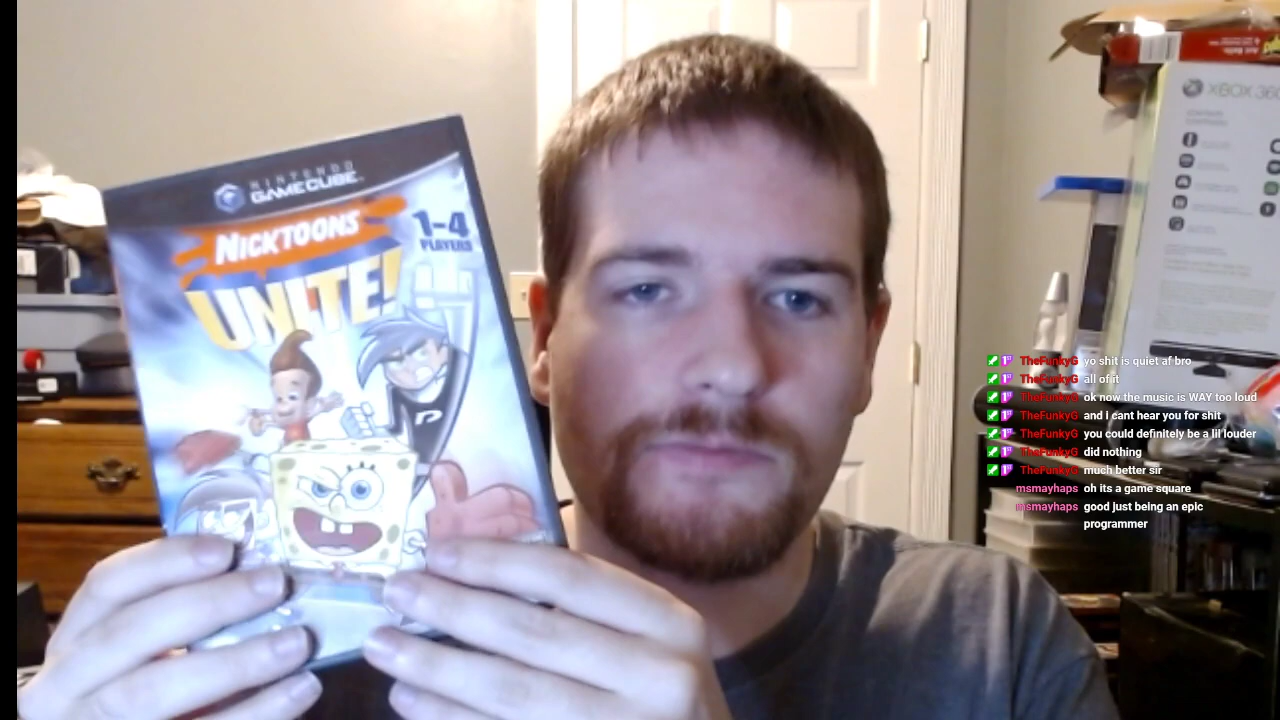 NINTENDO
GAMECUBE
NICKTOONS
UNITE!
1-4
PLAYERS
XBOX 360
TheFunkyG yo shit is quiet af bro
TheFunkyG all of it
TheFunkyG ok now the music is WAY too loud
TheFunkyG and I cant hear you for shit
TheFunkyG you could definitely be a lil louder
TheFunkyG did nothing
TheFunkyG much better sir
msmayhaps oh its a game square
msmayhaps good just being an epic
programmer